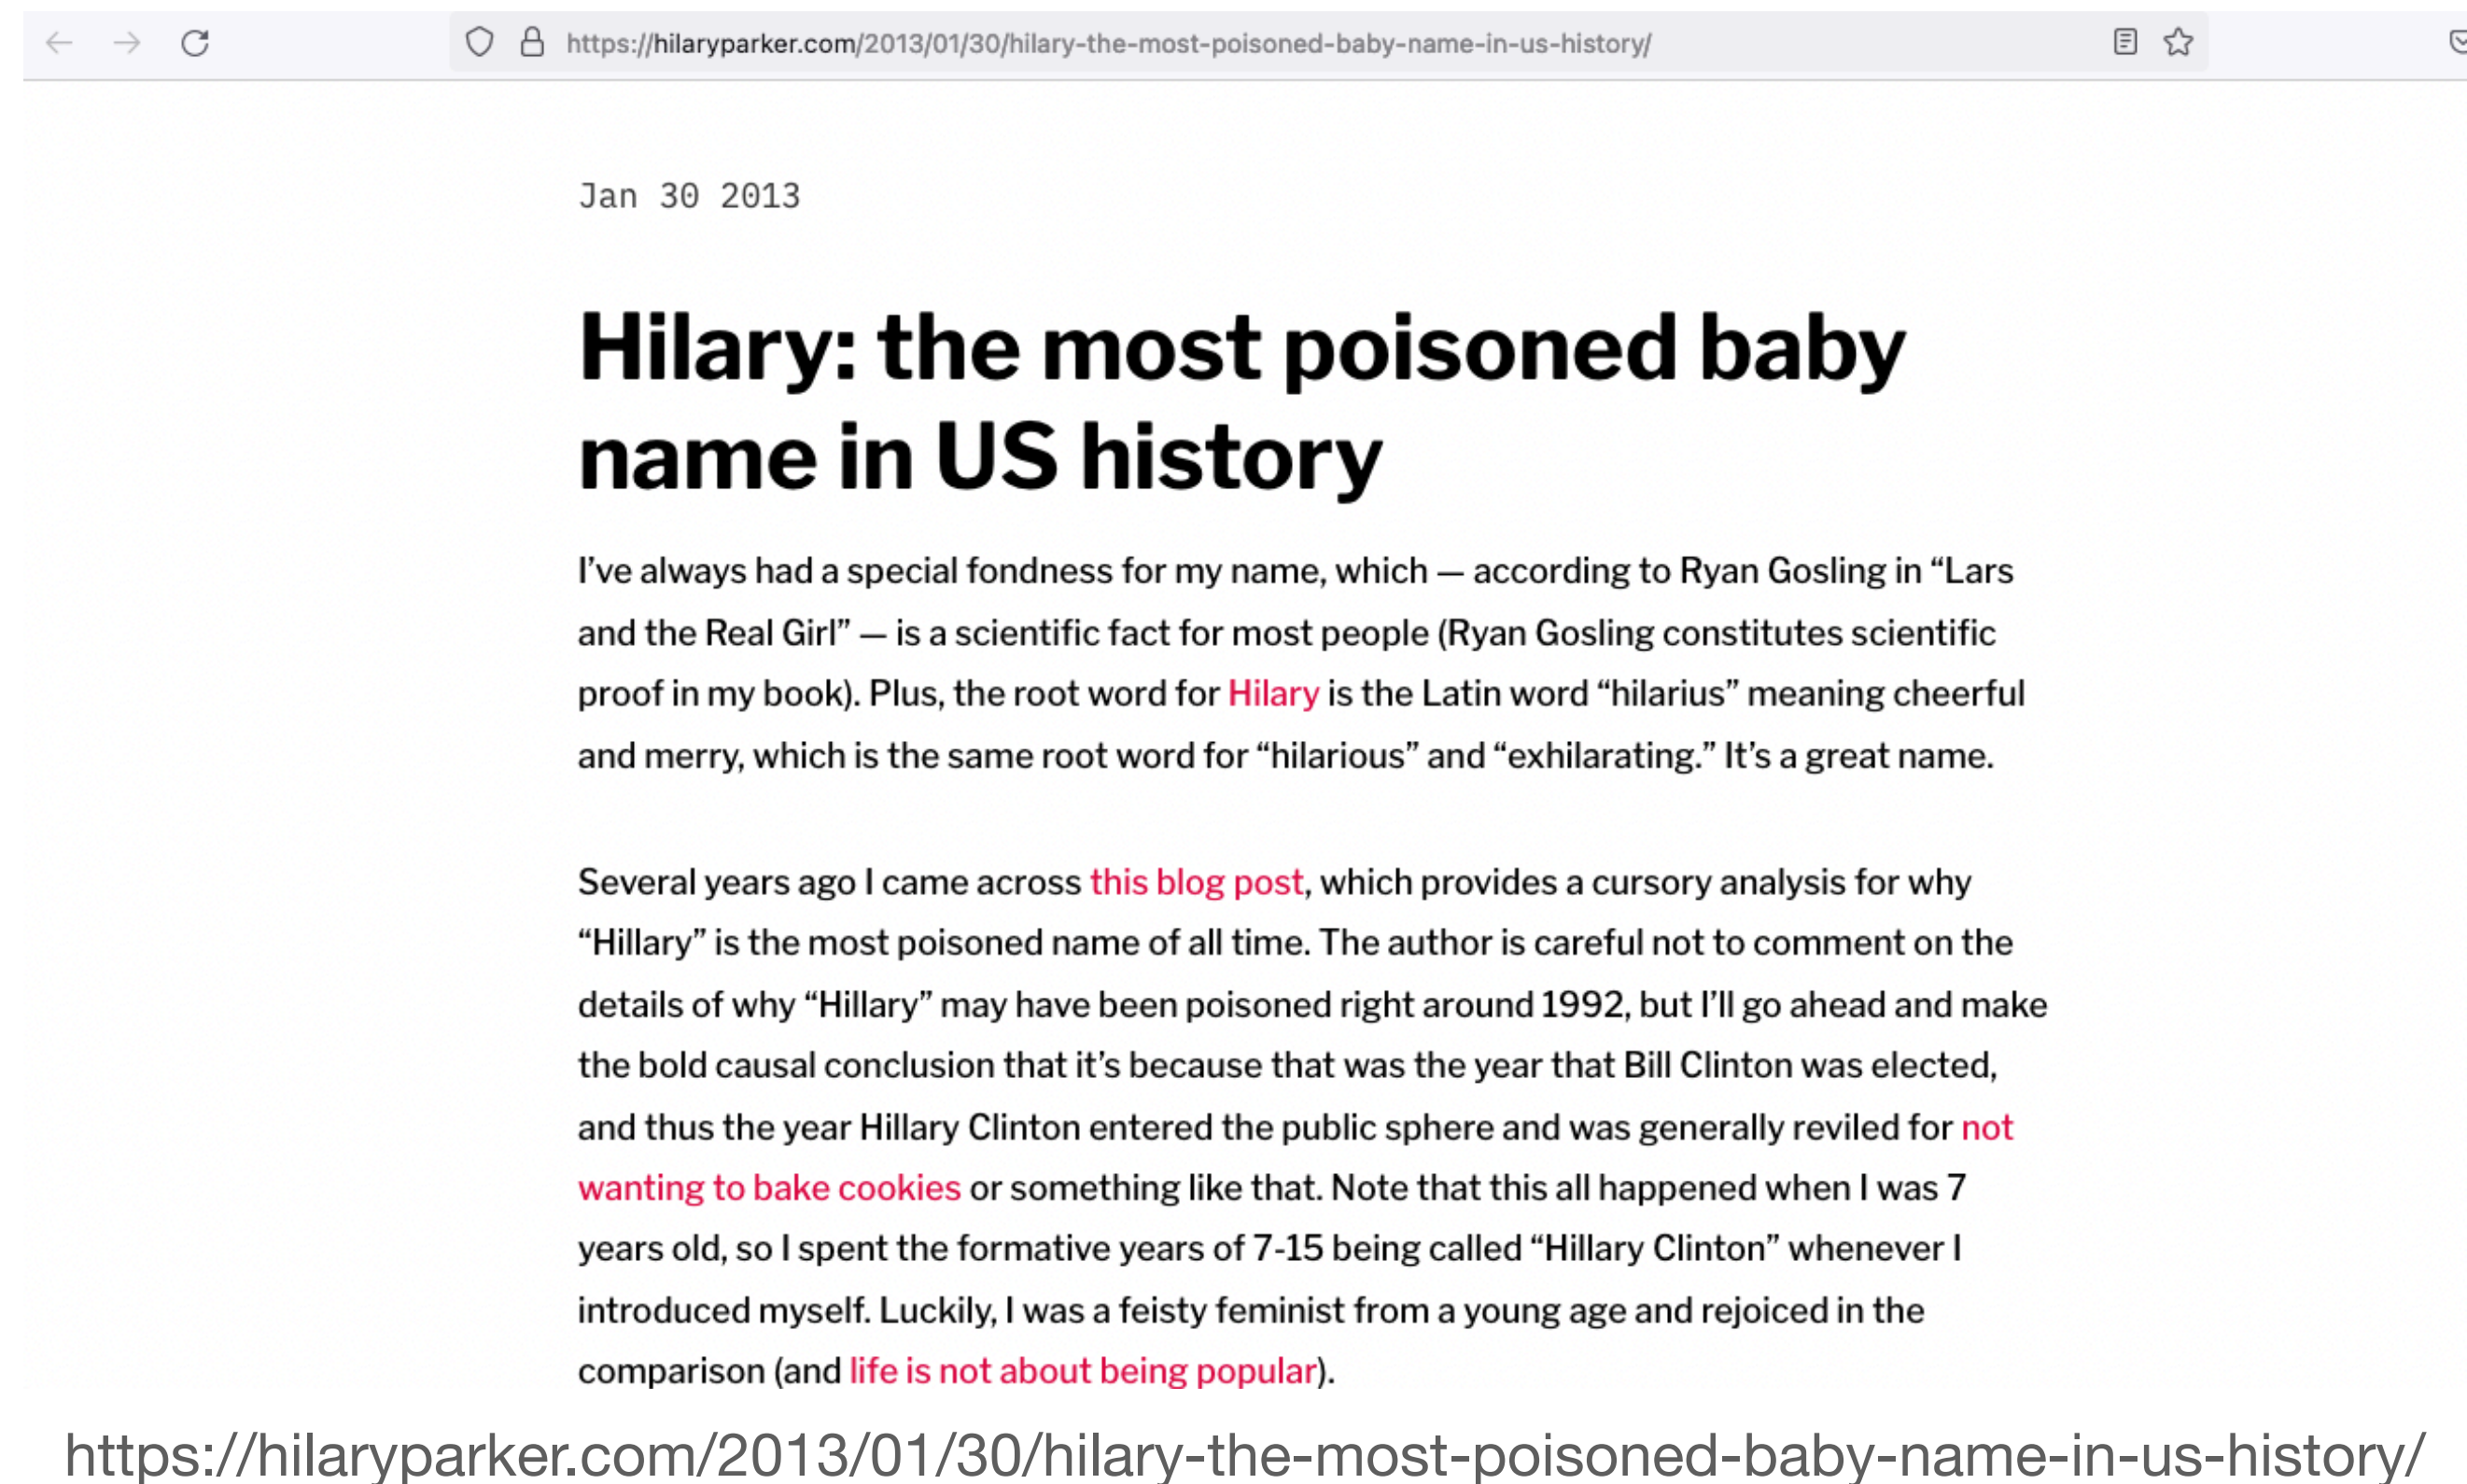 https://hilaryparker.com/2013/01/30/hilary-the-most-poisoned-baby-name-in-us-history/
Jan 30 2013
Hilary: the most poisoned baby
name in US history
I’ve always had a special fondness for my name, which — according to Ryan Gosling in “Lars
and the Real Girl” — is a scientific fact for most people (Ryan Gosling constitutes scientific
proof in my book). Plus, the root word for Hilary is the Latin word “hilarius” meaning cheerful
and merry, which is the same root word for “hilarious” and “exhilarating.” It’s a great name.
Several years ago I came across this blog post, which provides a cursory analysis for why
“Hillary” is the most poisoned name of all time. The author is careful not to comment on the
details of why “Hillary” may have been poisoned right around 1992, but I’ll go ahead and make
the bold causal conclusion that it’s because that was the year that Bill Clinton was elected,
and thus the year Hillary Clinton entered the public sphere and was generally reviled for not
wanting to bake cookies or something like that. Note that this all happened when I was 7
years old, so I spent the formative years of 7-15 being called “Hillary Clinton” whenever I
introduced myself. Luckily, I was a feisty feminist from a young age and rejoiced in the
comparison (and life is not about being popular).
https://hilaryparker.com/2013/01/30/hilary-the-most-poisoned-baby-name-in-us-history/